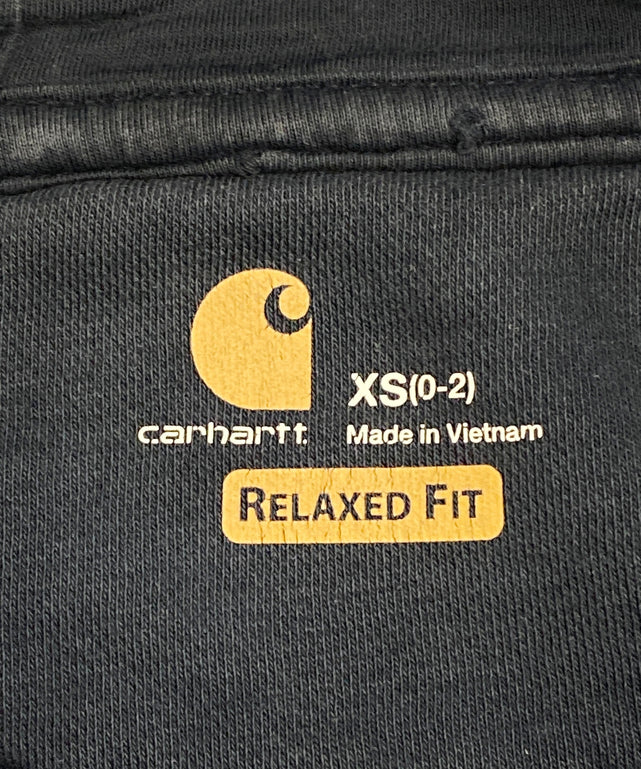 XS(0-2)
carhartt Made in Vietnam
RELAXED FIT